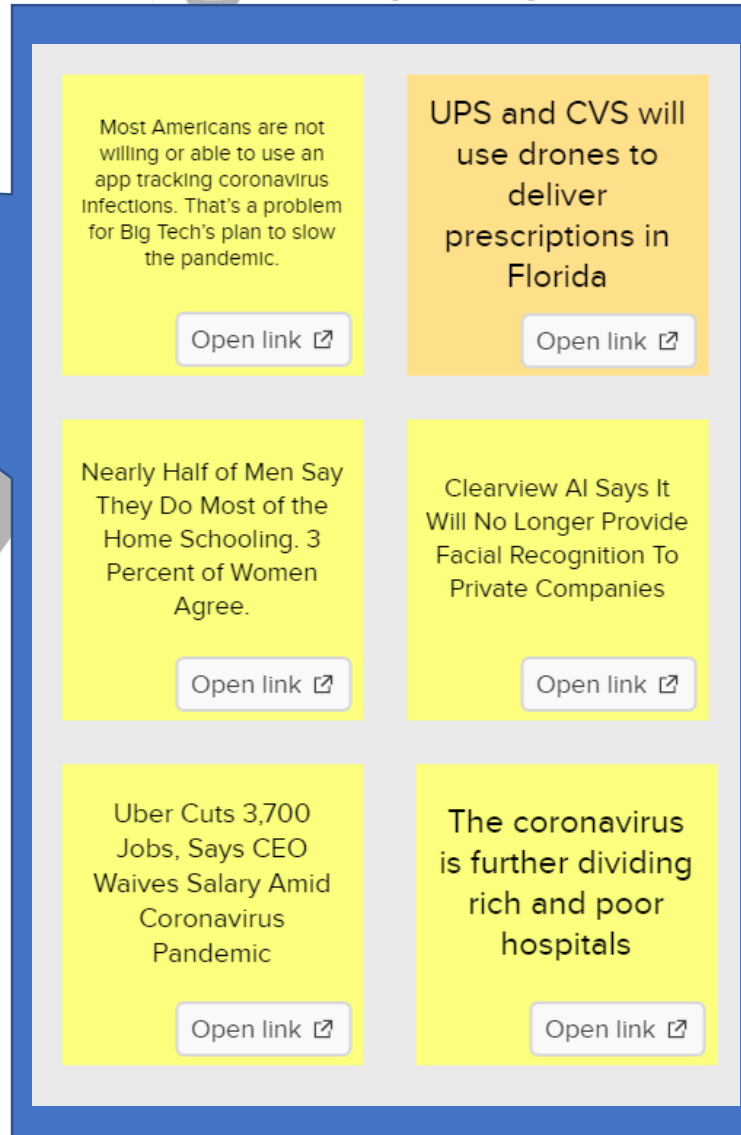 Most Americans are not
willing or able to use an
app tracking coronavirus
infections. That's a problem
for Big Tech's plan to slow
the pandemic.
Open link
UPS and CVS will
use drones to
deliver
prescriptions in
Florida
Open link
Nearly Half of Men Say
They Do Most of the
Home Schooling. 3
Percent of Women
Agree.
Open link
Clearview AI Says It
Will No Longer Provide
Facial Recognition To
Private Companies
Open link
Uber Cuts 3,700
Jobs, Says CEO
Waives Salary Amid
Coronavirus
Pandemic
Open link
The coronavirus
is further dividing
rich and poor
hospitals
Open link